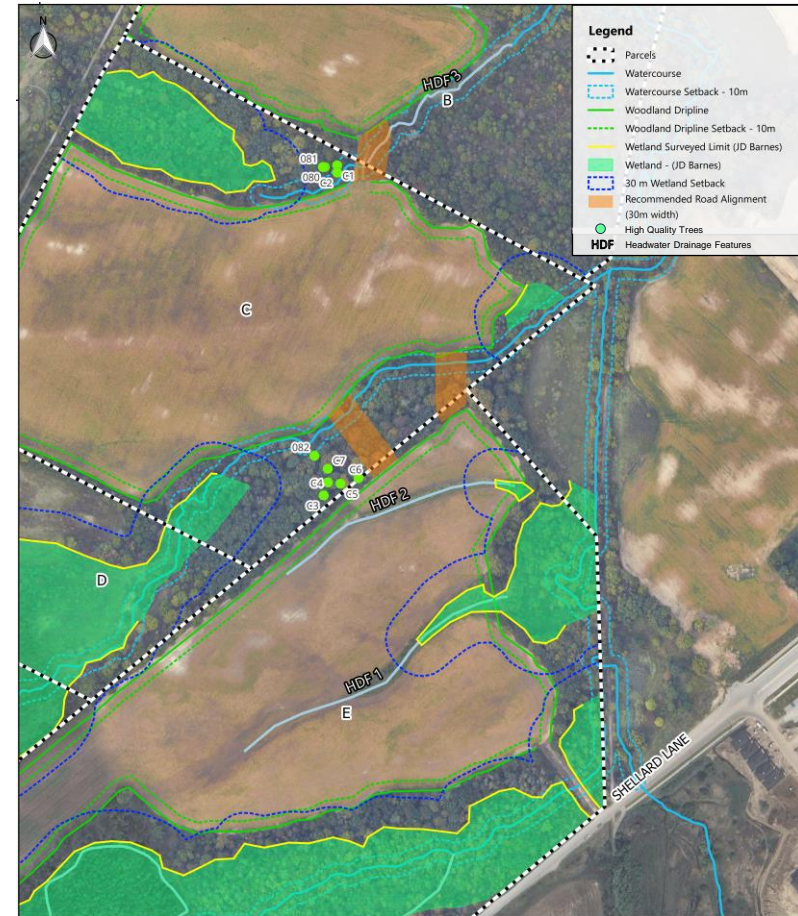 N
Legend
Parcels
Watercourse
Watercourse Setback - 10m
Woodland Dripline
Woodland Dripline Setback - 10m
Wetland Surveyed Limit (JD Barnes)
Wetland - (JD Barnes)
30 m Wetland Setback
Recommended Road Alignment
(30m width)
High Quality Trees
HDF Headwater Drainage Features
HDF 3
B
081
080
C2
C1
C
082
C7
C4
C6
C5
C3
HDF 2
D
HDF 1
E
SHELLARD LANE